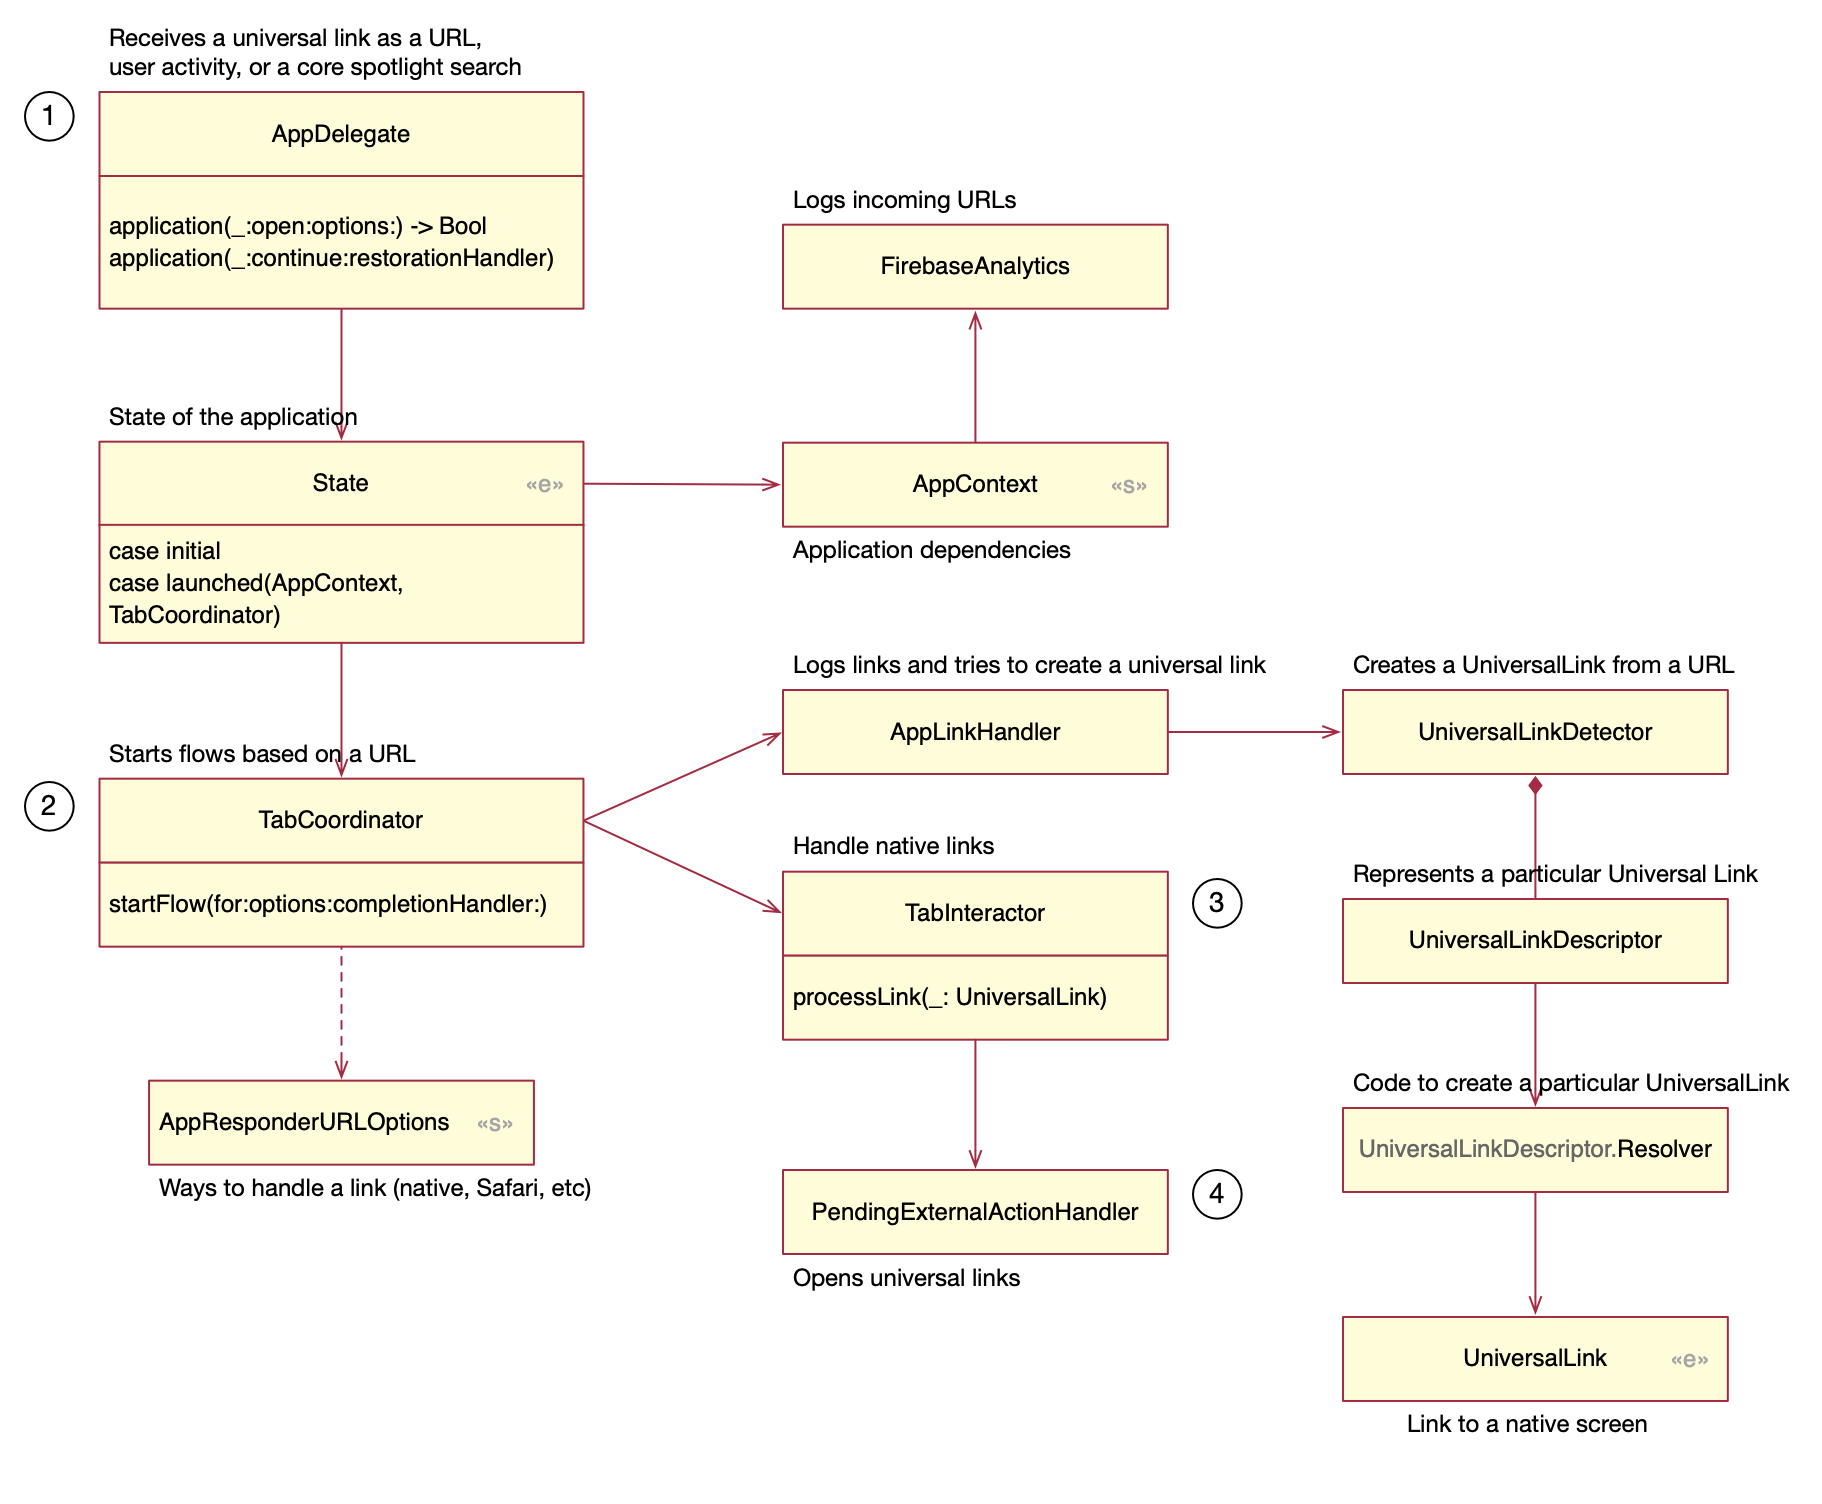 Receives a universal link as a URL,
user activity, or a core spotlight search
1
AppDelegate
application(_:open:options:) -> Bool
application(_:continue:restorationHandler)
Logs incoming URLs
FirebaseAnalytics
State of the application
State «e»
case initial
case launched(AppContext,
TabCoordinator)
AppContext «s»
Application dependencies
Starts flows based on a URL
2
TabCoordinator
startFlow(for:options:completionHandler:)
Logs links and tries to create a universal link
AppLinkHandler
Creates a UniversalLink from a URL
UniversalLinkDetector
Handle native links
TabInteractor
3
processLink(_: UniversalLink)
Represents a particular Universal Link
UniversalLinkDescriptor
AppResponderURLOptions «s»
Ways to handle a link (native, Safari, etc)
PendingExternalActionHandler
4
Opens universal links
Code to create a particular UniversalLink
UniversalLinkDescriptor.Resolver
UniversalLink «e»
Link to a native screen